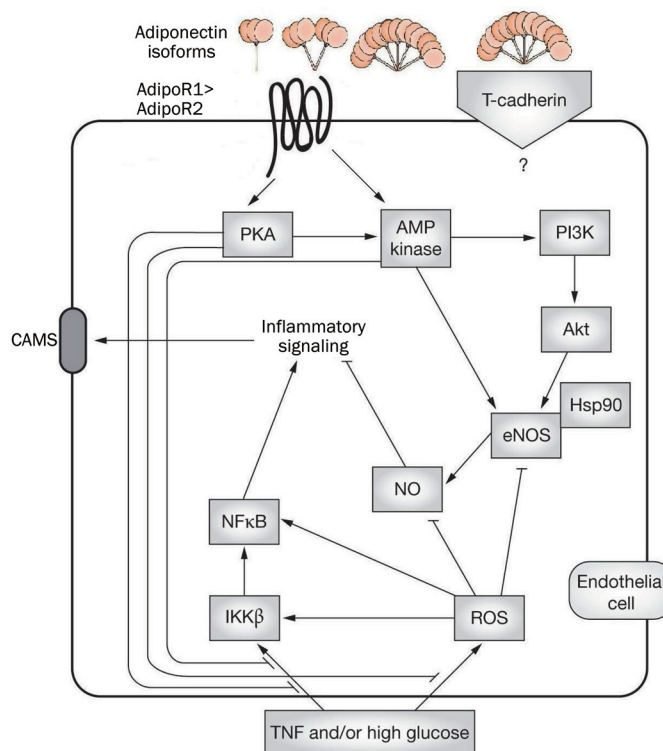 Adiponectin
isoforms
AdipoR1>
AdipoR2
T-cadherin
?
PKA
AMP
kinase
PI3K
Akt
CAMS
Inflammatory
signaling
Hsp90
eNOS
NO
NFκB
Endothelia
cell
IKKβ
ROS
TNF and/or high glucose